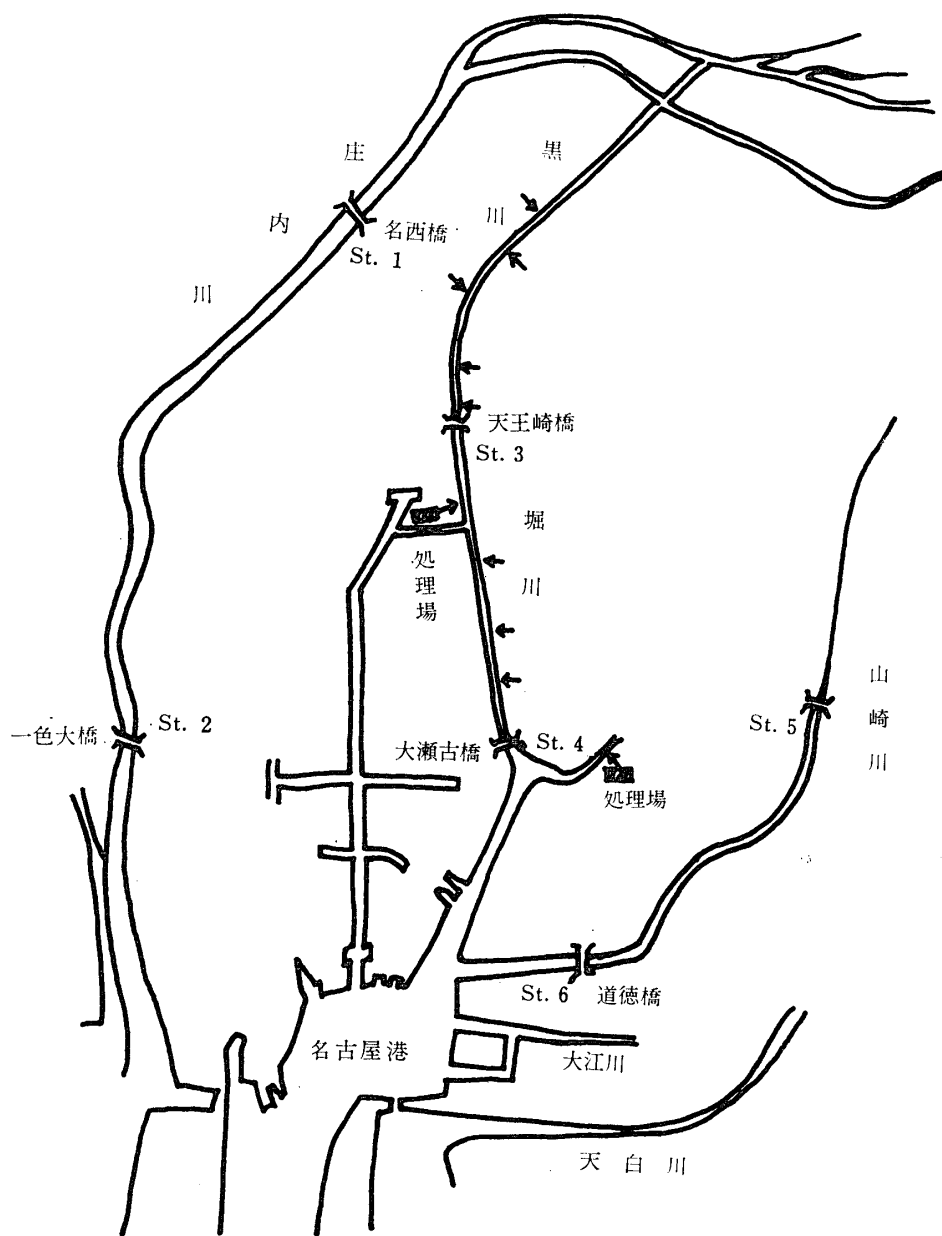 庄内川
黒川
名西橋
St. 1
天王崎橋
St. 3
堀川
処理場
山崎川
St. 2
一色大橋
St. 5
大瀬古橋
St. 4
処理場
St. 6
道徳橋
名古屋港
大江川
天白川